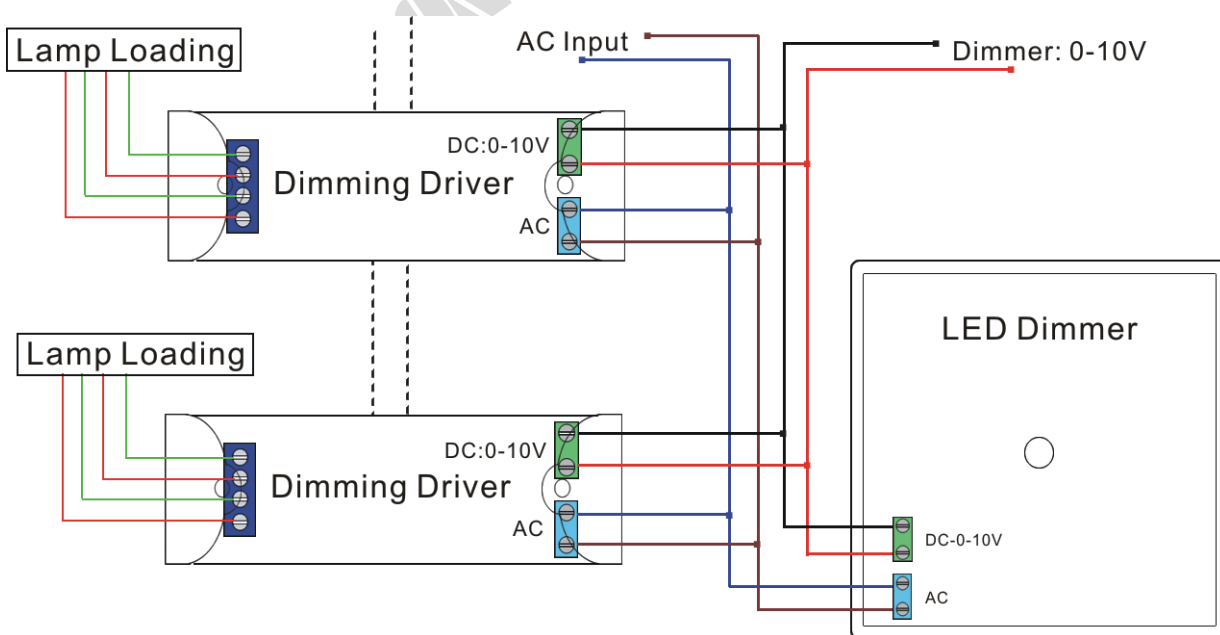 Lamp Loading
AC Input
Dimmer: 0-10V
DC:0-10V
Dimming Driver
AC
LED Dimmer
Lamp Loading
DC:0-10V
Dimming Driver
AC
DC-0-10V
AC